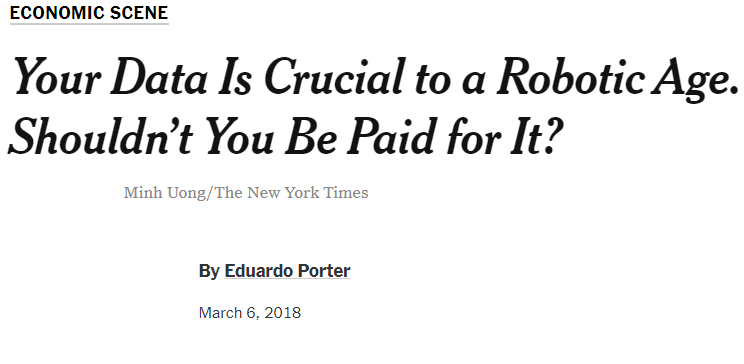 ECONOMIC SCENE
Your Data Is Crucial to a Robotic Age.
Shouldn’t You Be Paid for It?
Minh Uong/The New York Times
By Eduardo Porter
March 6, 2018